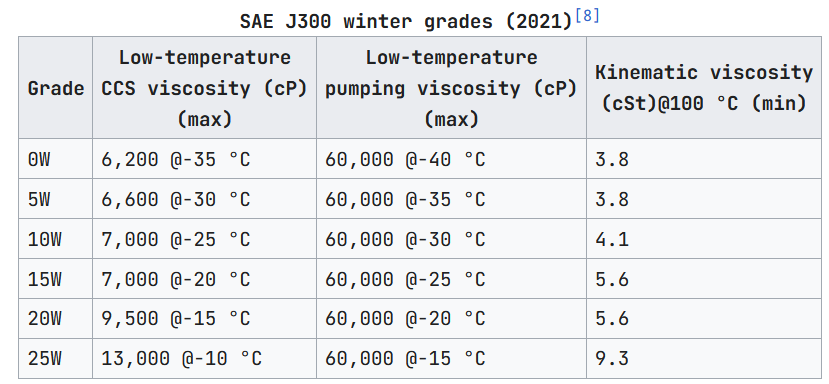 SAE J300 winter grades (2021)[8]
Grade
Low-temperature
CCS viscosity (cP)
(max)
Low-temperature
pumping viscosity (cP)
(max)
Kinematic viscosity
(cSt)@100 °C (min)
0W 6,200 @-35 °C 60,000 @-40 °C 3.8
5W 6,600 @-30 °C 60,000 @-35 °C 3.8
10W 7,000 @-25 °C 60,000 @-30 °C 4.1
15W 7,000 @-20 °C 60,000 @-25 °C 5.6
20W 9,500 @-15 °C 60,000 @-20 °C 5.6
25W 13,000 @-10 °C 60,000 @-15 °C 9.3